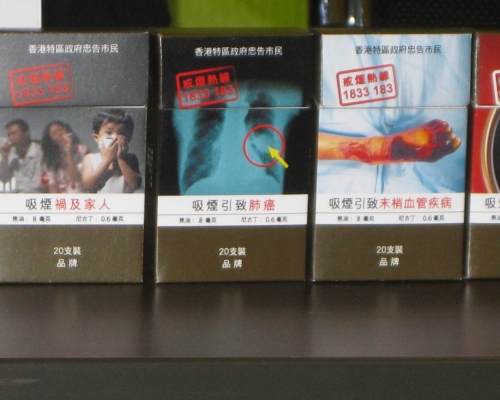 香港特區政府忠告市民
戒煙熱線
1833 183
吸煙禍及家人
焦油: 8 毫克 尼古丁: 0.6 毫克
20支裝
品牌
香港特區政府忠告市民
戒煙熱線
1833 183
吸煙引致肺癌
焦油: 8 毫克 尼古丁: 0.6 毫克
20支裝
品牌
香港特區政府忠告市民
戒煙熱線
1833 183
吸煙引致末梢血管疾病
焦油: 8 毫克 尼古丁: 0.6 毫克
20支裝
品牌